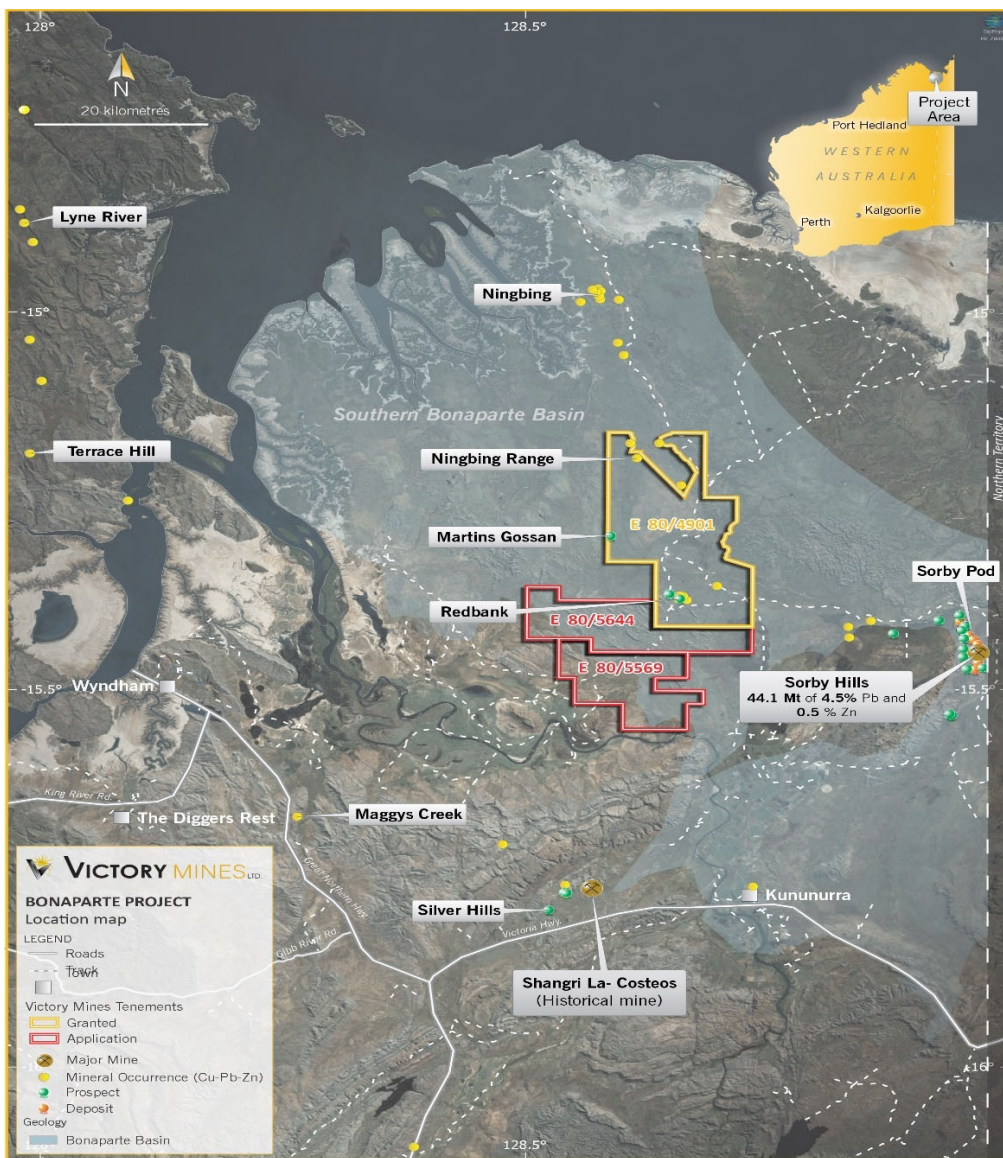 128°
128.5°
N
20 kilometres
Project
Area
Port Hedland
WESTERN
AUSTRALIA
Kalgoorlie
Perth
Lyne River
Ningbing
-15°
-15°
Southern Bonaparte Basin
Northern Territory
Terrace Hill
Ningbing Range
E 80/4901
Martins Gossan
Sorby Pod
Redbank
E 80/5644
E 80/5569
Sorby Hills
44.1 Mt of 4.5% Pb and
0.5 % Zn
-15.5°
-15.5°
Wyndham
King River Rd.
The Diggers Rest
Maggys Creek
Great Northern Hwy.
Gibb River Rd.
Silver Hills
Victoria Hwy.
Kununurra
Shangri La- Costeos
(Historical mine)
VICTORY MINES LTD.
BONAPARTE PROJECT
Location map
LEGEND
Roads
Track
Town
Victory Mines Tenements
Granted
Application
Major Mine
Mineral Occurrence (Cu-Pb-Zn)
Prospect
Deposit
Geology
Bonaparte Basin
-16°
128°
128.5°